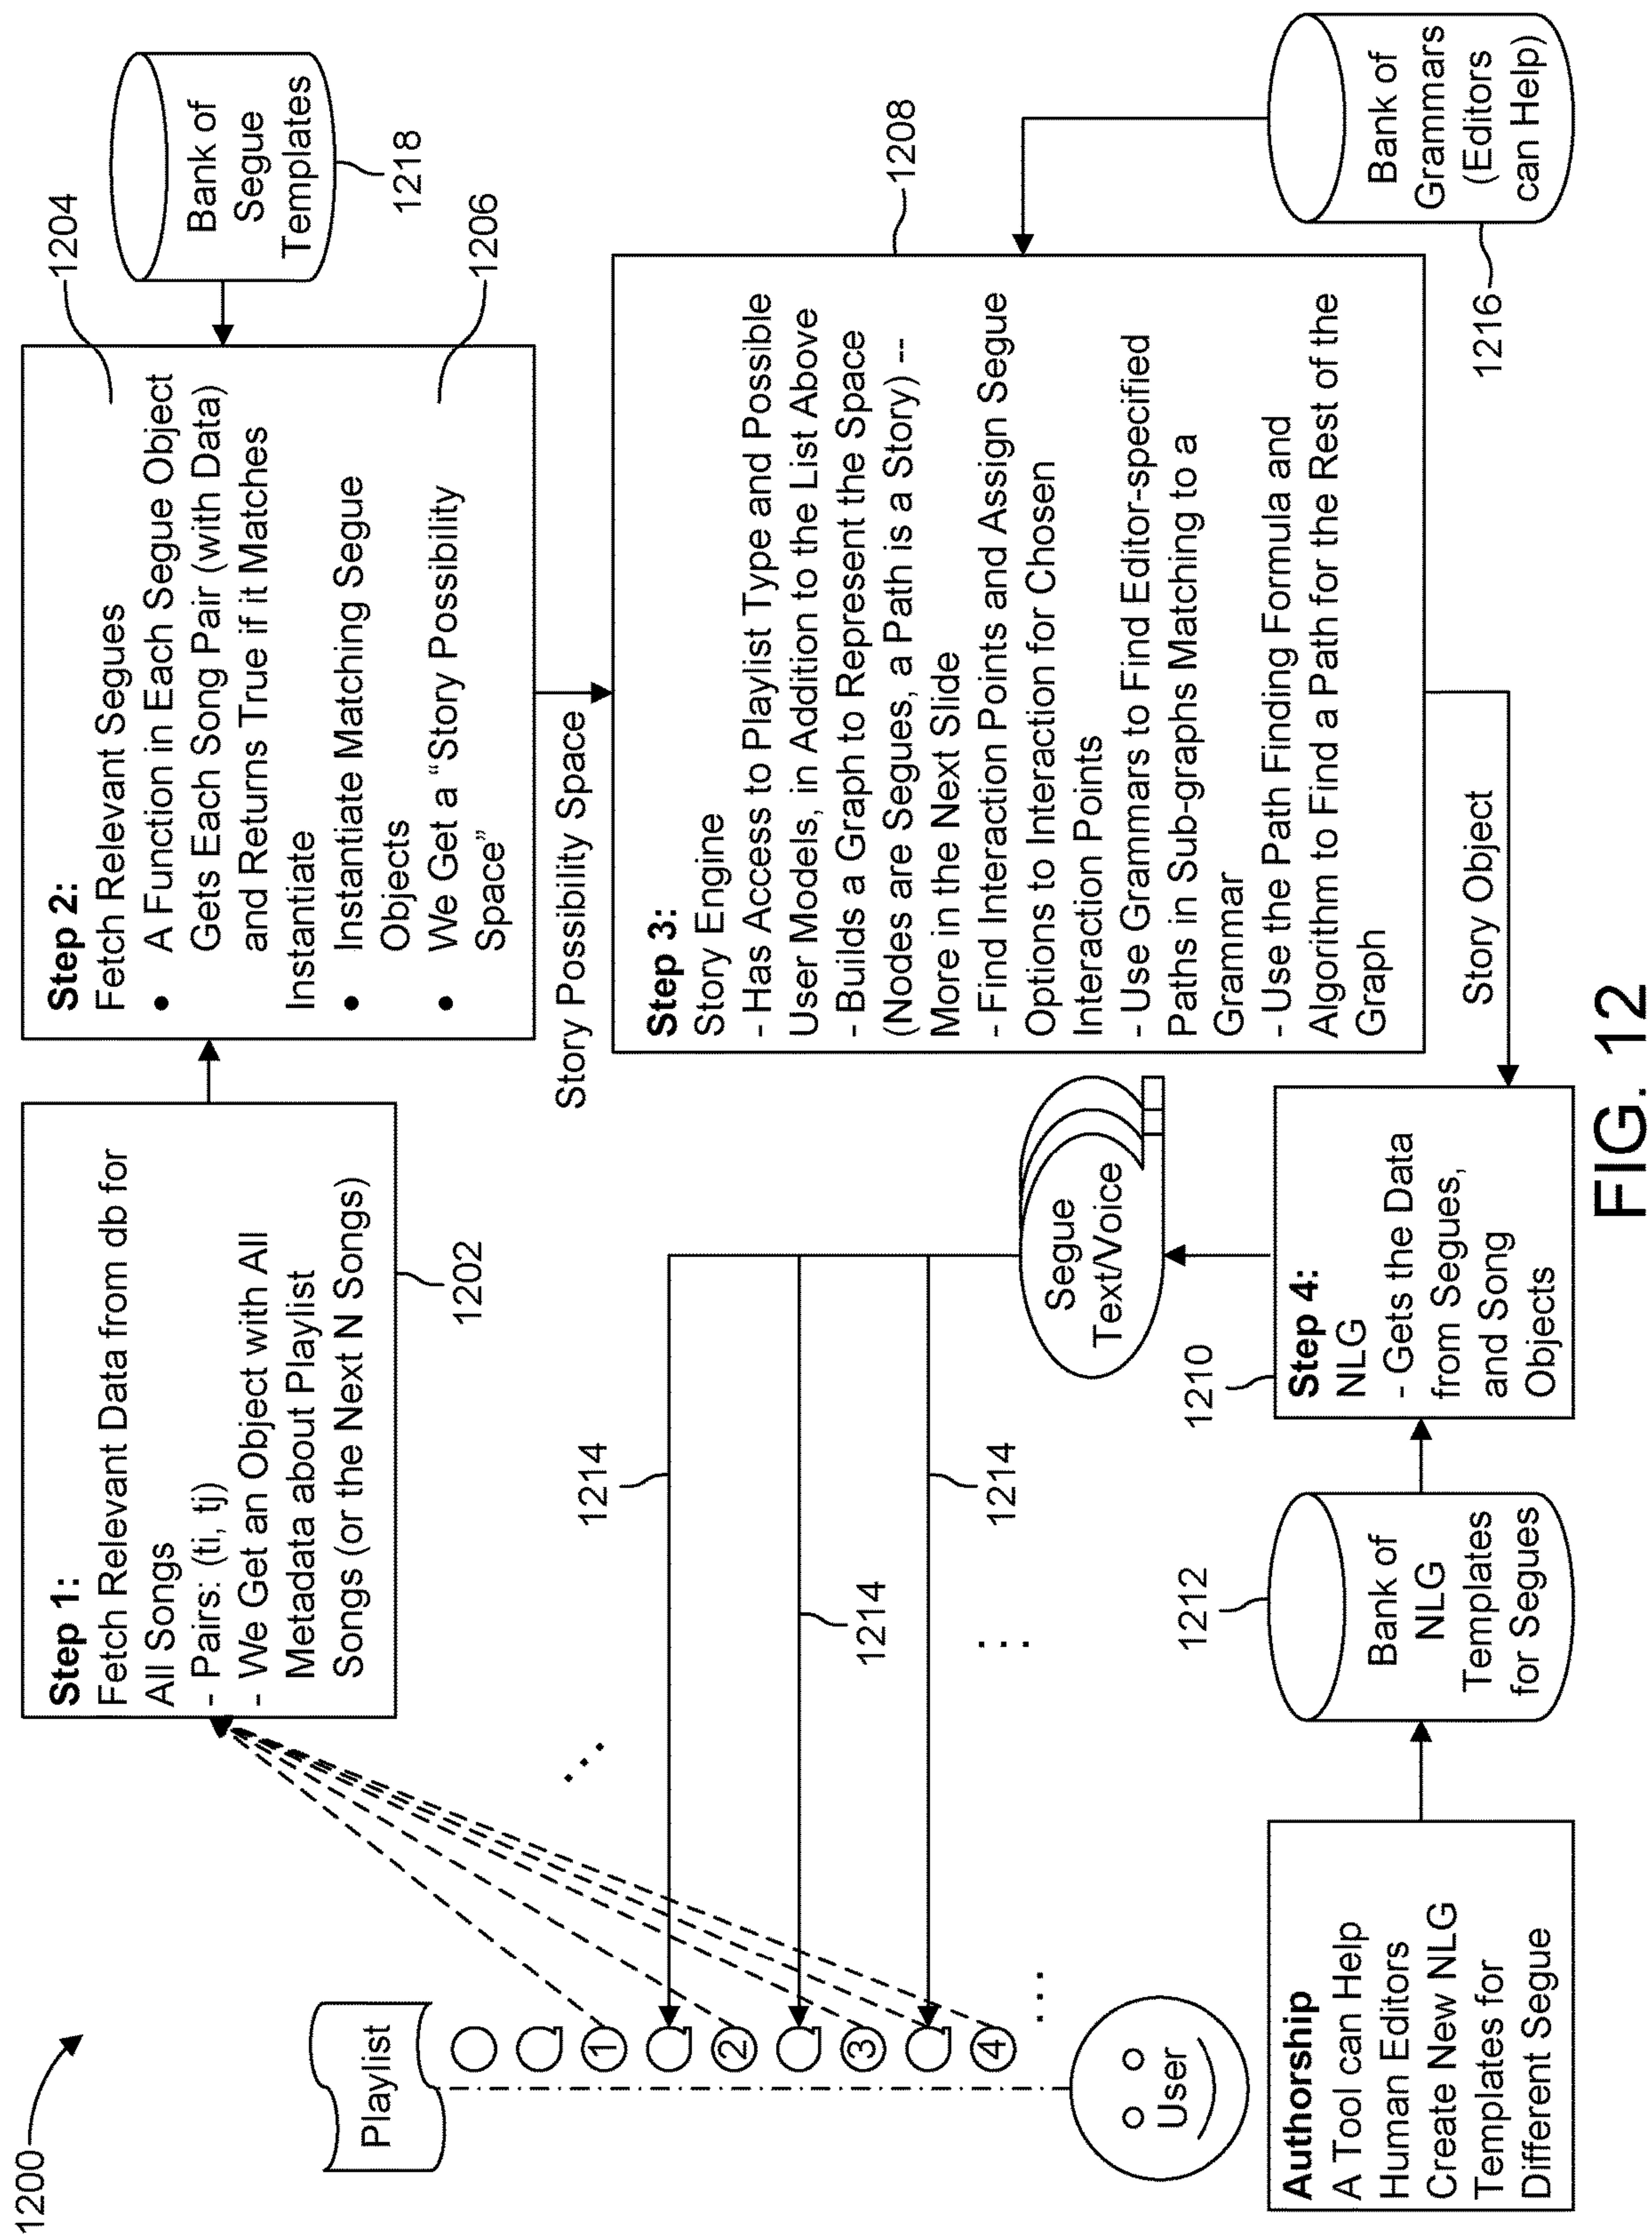 1200
Playlist
1
2
3
4
...
User
Step 1:
Fetch Relevant Data from db for
All Songs
- Pairs: (ti, tj)
- We Get an Object with All
Metadata about Playlist
Songs (or the Next N Songs)
1202
...
Step 2:
Fetch Relevant Segues
• A Function in Each Segue Object
Gets Each Song Pair (with Data)
and Returns True if it Matches
Instantiate
• Instantiate Matching Segue
Objects
• We Get a “Story Possibility
Space”
1204
1206
Bank of
Segue
Templates
1218
Story Possibility Space
Step 3:
Story Engine
- Has Access to Playlist Type and Possible
User Models, in Addition to the List Above
- Builds a Graph to Represent the Space
(Nodes are Segues, a Path is a Story) --
More in the Next Slide
- Find Interaction Points and Assign Segue
Options to Interaction for Chosen
Interaction Points
- Use Grammars to Find Editor-specified
Paths in Sub-graphs Matching to a
Grammar
- Use the Path Finding Formula and
Algorithm to Find a Path for the Rest of the
Graph
1208
Bank of
Grammars
(Editors
can Help)
1216
Story Object
1214
1214
1214
...
Segue
Text/Voice
1210
Step 4:
NLG
- Gets the Data
from Segues,
and Song
Objects
1212
Bank of
NLG
Templates
for Segues
Authorship
A Tool can Help
Human Editors
Create New NLG
Templates for
Different Segue
FIG. 12